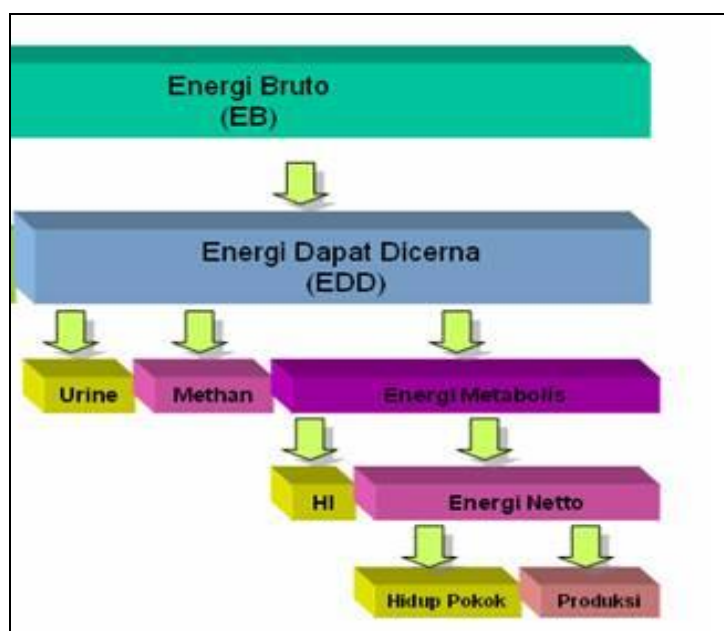 Energi Bruto
(EB)
Energi Dapat Dicerna
(EDD)
Urine
Methan
Energi Metabolis
HI
Energi Netto
Hidup Pokok
Produksi